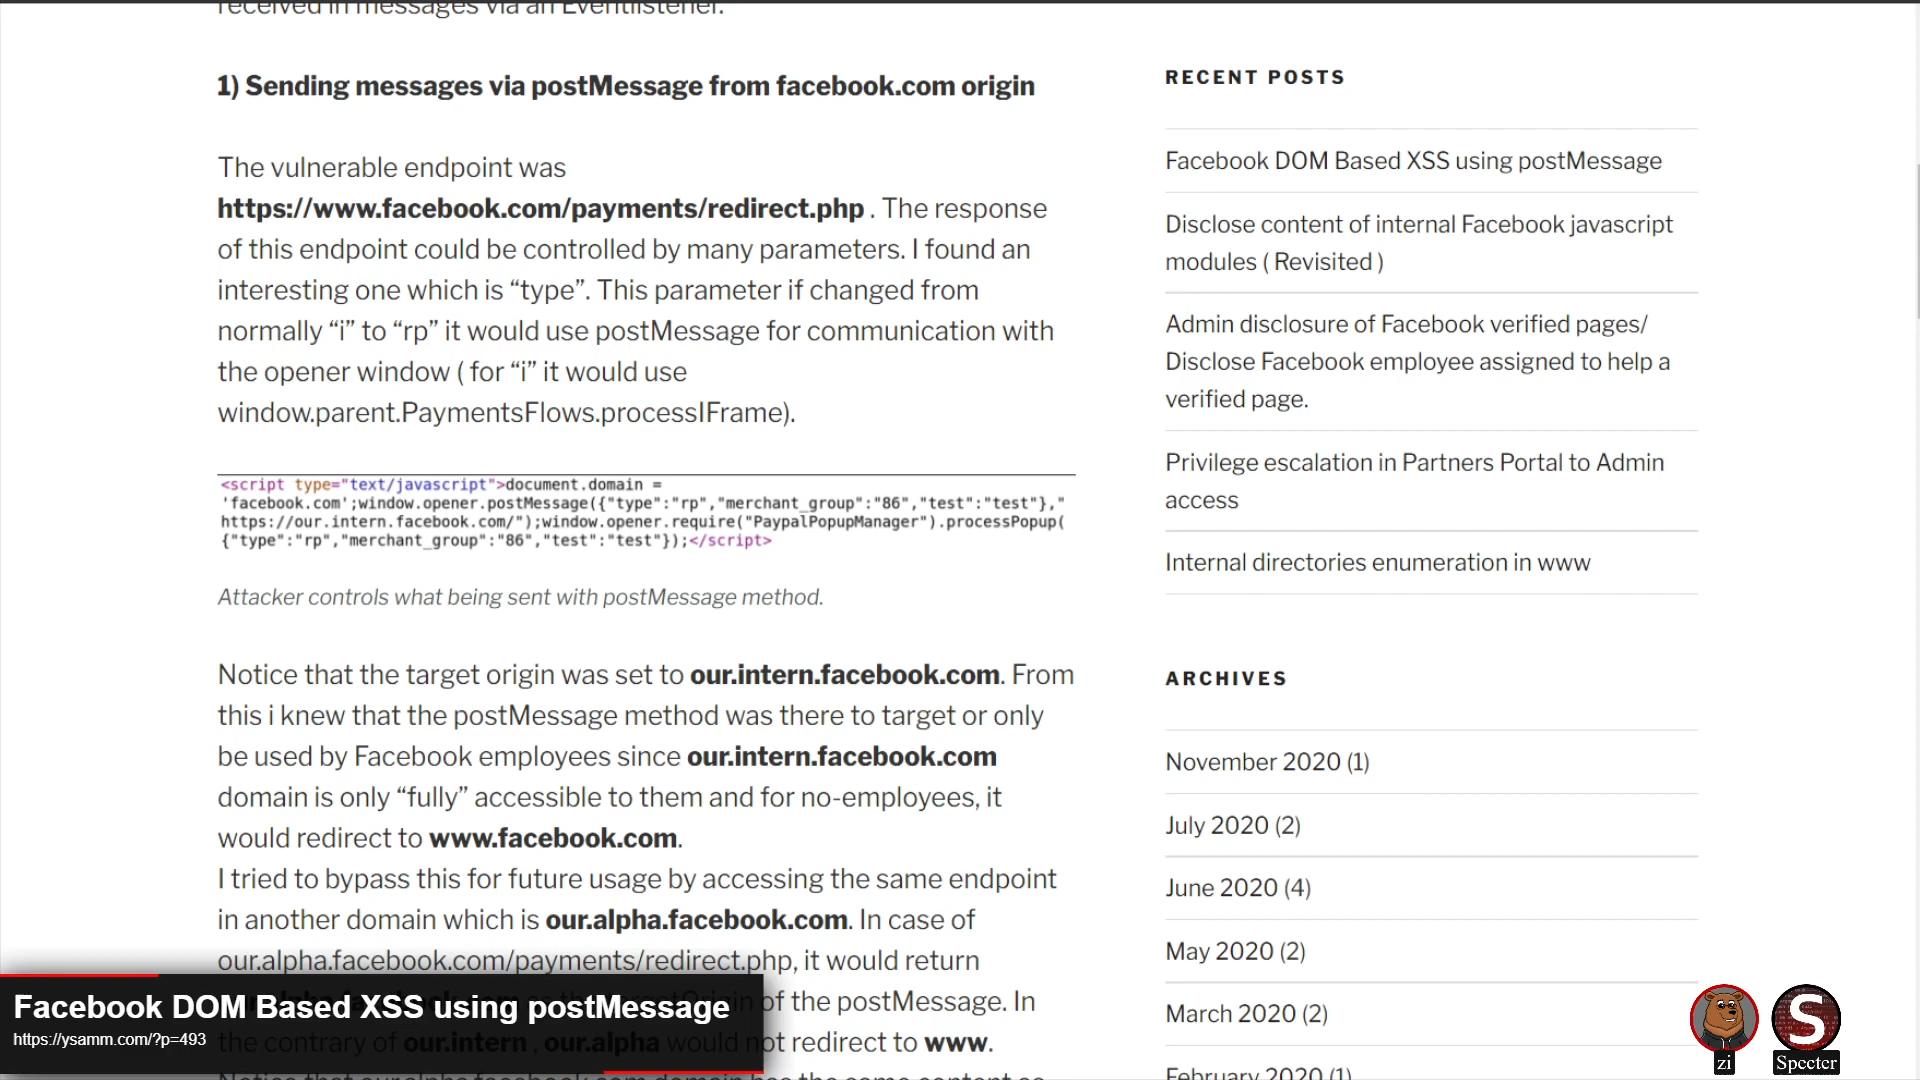 received in messages via an Eventlistener.
1) Sending messages via postMessage from facebook.com origin
The vulnerable endpoint was
https://www.facebook.com/payments/redirect.php . The response
of this endpoint could be controlled by many parameters. I found an
interesting one which is “type”. This parameter if changed from
normally “i” to “rp” it would use postMessage for communication with
the opener window ( for “i” it would use
window.parent.PaymentsFlows.processIFrame).
<script type="text/javascript">document.domain =
'facebook.com';window.opener.postMessage({"type":"rp","merchant_group":"86","test":"test"},"
https://our.intern.facebook.com/");window.opener.require("PaypalPopupManager").processPopup(
{"type":"rp","merchant_group":"86","test":"test"});</script>
Attacker controls what being sent with postMessage method.
Notice that the target origin was set to our.intern.facebook.com. From
this i knew that the postMessage method was there to target or only
be used by Facebook employees since our.intern.facebook.com
domain is only “fully” accessible to them and for no-employees, it
would redirect to www.facebook.com.
I tried to bypass this for future usage by accessing the same endpoint
in another domain which is our.alpha.facebook.com. In case of
our.alpha.facebook.com/payments/redirect.php, it would return
of the postMessage. In
the contrary of our.intern , our.alpha would not redirect to www.
RECENT POSTS
Facebook DOM Based XSS using postMessage
Disclose content of internal Facebook javascript
modules ( Revisited )
Admin disclosure of Facebook verified pages/
Disclose Facebook employee assigned to help a
verified page.
Privilege escalation in Partners Portal to Admin
access
Internal directories enumeration in www
ARCHIVES
November 2020 (1)
July 2020 (2)
June 2020 (4)
May 2020 (2)
March 2020 (2)
February 2020 (1)
Facebook DOM Based XSS using postMessage
https://ysamm.com/?p=493
zi
S
Specter